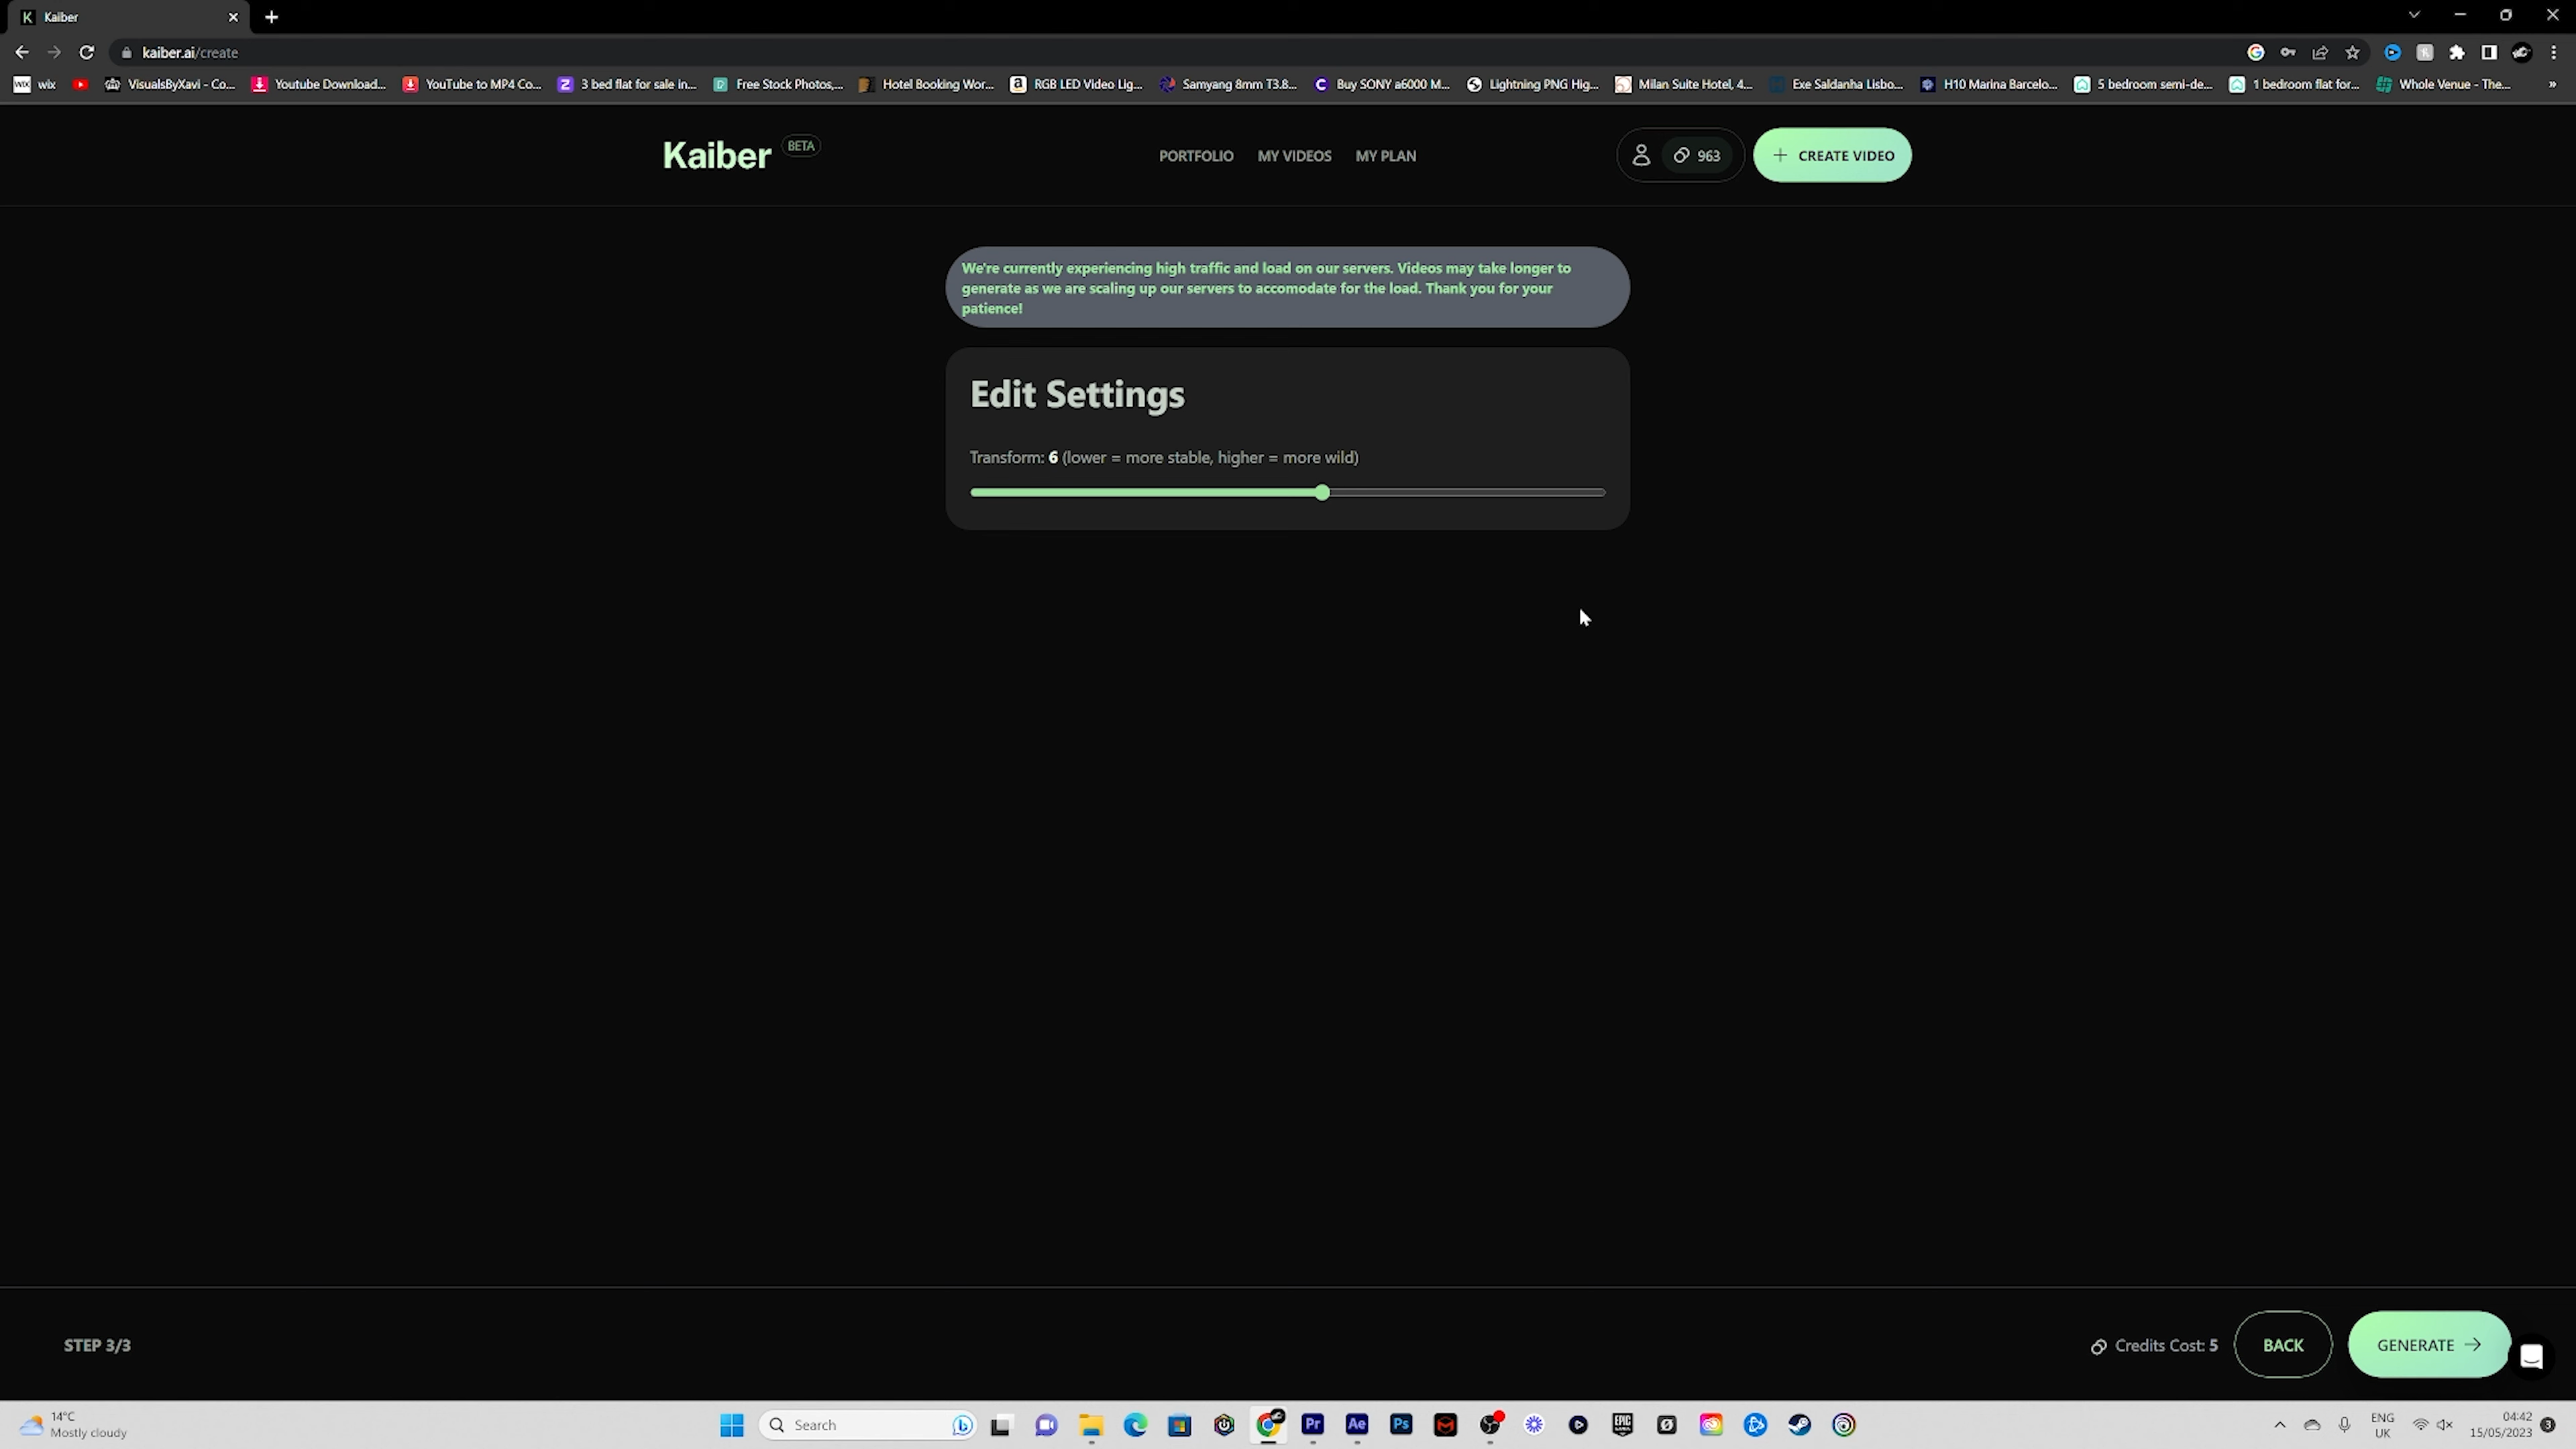 Kaiber
kaiber.ai/create
wix
VisualsByXavi - Co...
Youtube Download...
YouTube to MP4 Co...
3 bed flat for sale in...
Free Stock Photos,...
Hotel Booking Wor...
RGB LED Video Lig...
Samyang 8mm T3.8...
Buy SONY a6000 M...
Lightning PNG Hig...
Milan Suite Hotel, 4...
Exe Saldanha Lisbo...
H10 Marina Barcelo...
5 bedroom semi-de...
1 bedroom flat for...
Whole Venue - The...
Kaiber BETA
PORTFOLIO
MY VIDEOS
MY PLAN
963
+ CREATE VIDEO
We're currently experiencing high traffic and load on our servers. Videos may take longer to
generate as we are scaling up our servers to accomodate for the load. Thank you for your
patience!
Edit Settings
Transform: 6 (lower = more stable, higher = more wild)
STEP 3/3
Credits Cost: 5
BACK
GENERATE
14°C
Mostly cloudy
Search
Pr
Ae
Ps
EPIC
ENG
UK
04:42
15/05/2023
3